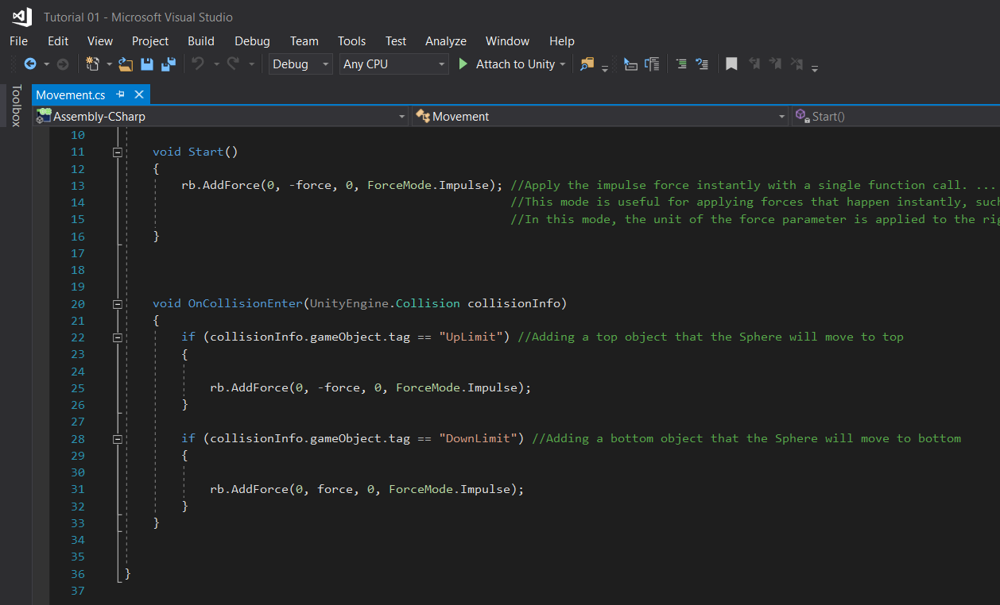 Tutorial 01 - Microsoft Visual Studio
File Edit View Project Build Debug Team Tools Test Analyze Window Help
Debug Any CPU Attach to Unity
Toolbox
Movement.cs
Assembly-CSharp Movement Start()
10
11 void Start()
12 {
13 rb.AddForce(0, -force, 0, ForceMode.Impulse); //Apply the impulse force instantly with a single function call. ...
14 //This mode is useful for applying forces that happen instantly,
15 //In this mode, the unit of the force parameter is applied to the
16 }
17
18
19
20 void OnCollisionEnter(UnityEngine.Collision collisionInfo)
21 {
22 if (collisionInfo.gameObject.tag == "UpLimit") //Adding a top object that the Sphere will move to top
23 {
24
25 rb.AddForce(0, -force, 0, ForceMode.Impulse);
26 }
27
28 if (collisionInfo.gameObject.tag == "DownLimit") //Adding a bottom object that the Sphere will move to bottom
29 {
30
31 rb.AddForce(0, force, 0, ForceMode.Impulse);
32 }
33 }
34
35
36 }
37